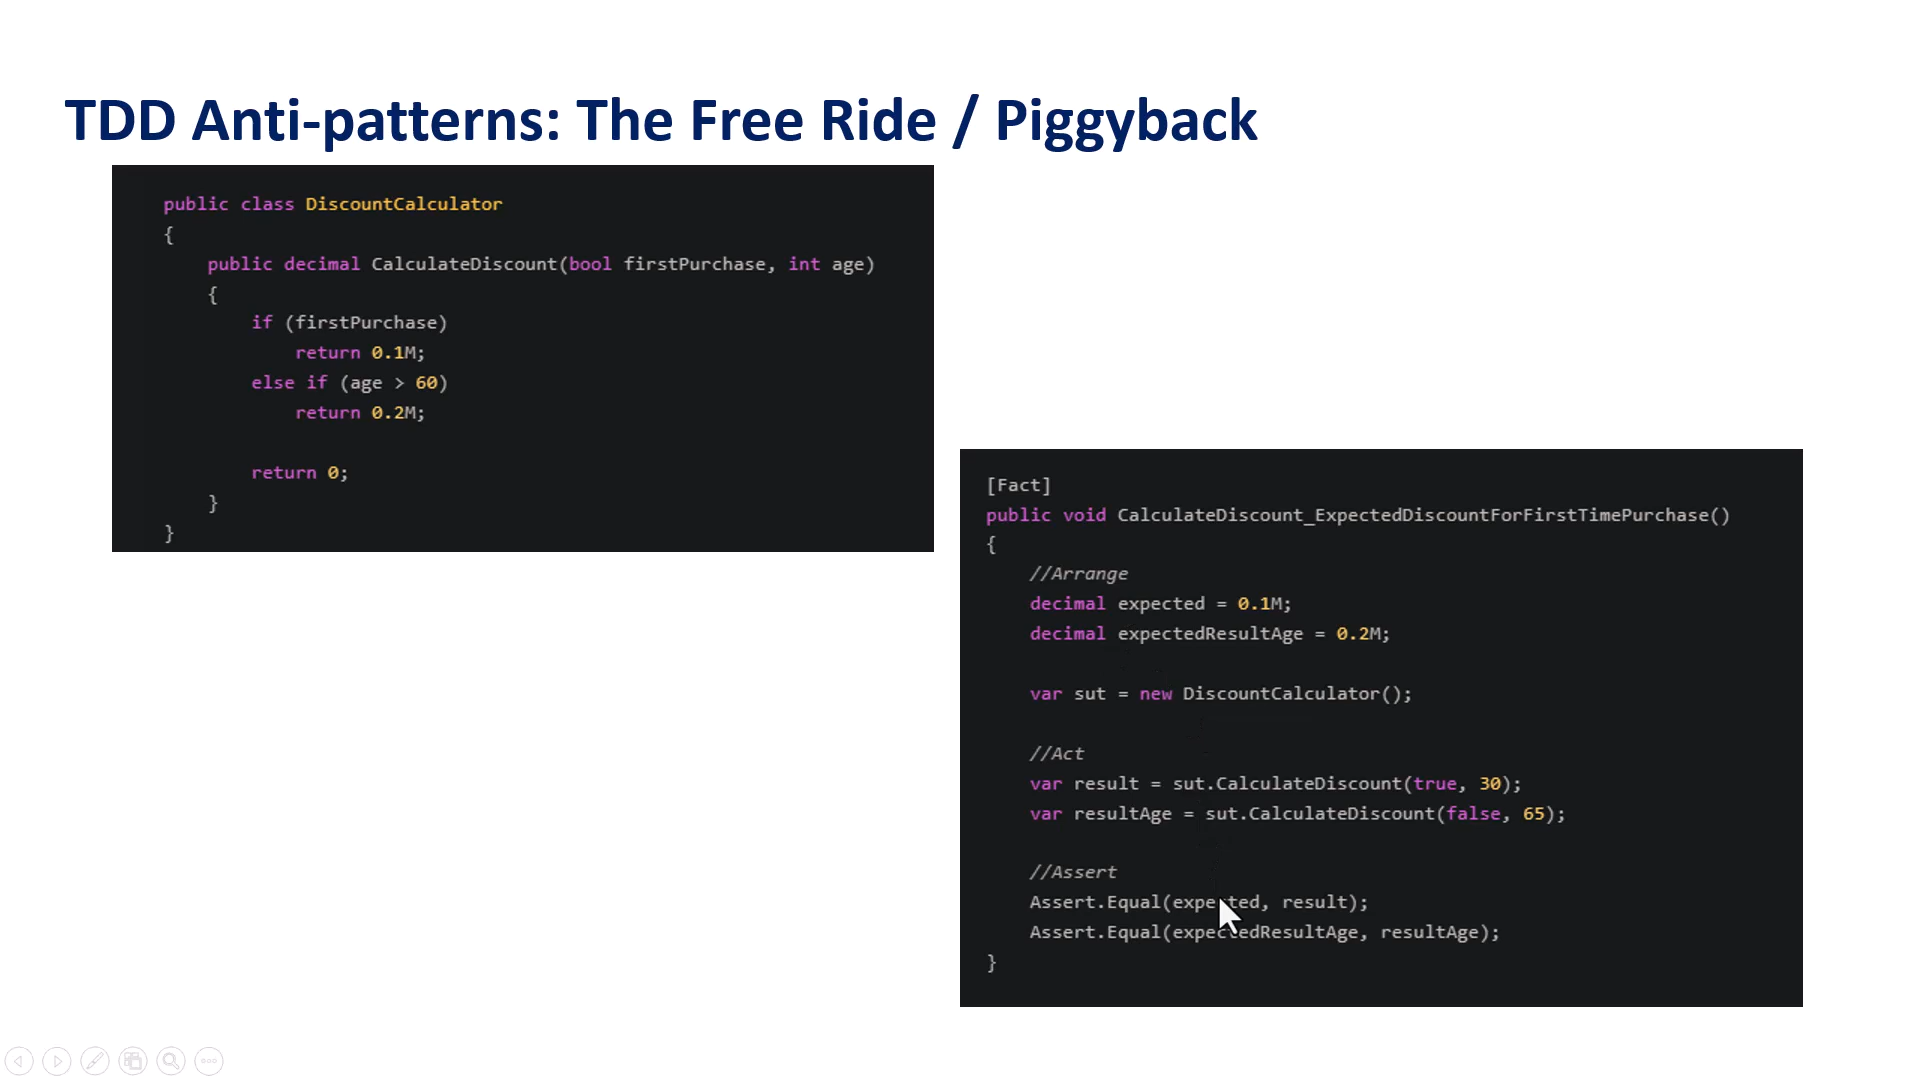 TDD Anti-patterns: The Free Ride / Piggyback
public class DiscountCalculator
{
public decimal CalculateDiscount(bool firstPurchase, int age)
{
if (firstPurchase)
return 0.1M;
else if (age > 60)
return 0.2M;
return 0;
}
}
[Fact]
public void CalculateDiscount_ExpectedDiscountForFirstTimePurchase()
{
//Arrange
decimal expected = 0.1M;
decimal expectedResultAge = 0.2M;
var sut = new DiscountCalculator();
//Act
var result = sut.CalculateDiscount(true, 30);
var resultAge = sut.CalculateDiscount(false, 65);
//Assert
Assert.Equal(expected, result);
Assert.Equal(expectedResultAge, resultAge);
}